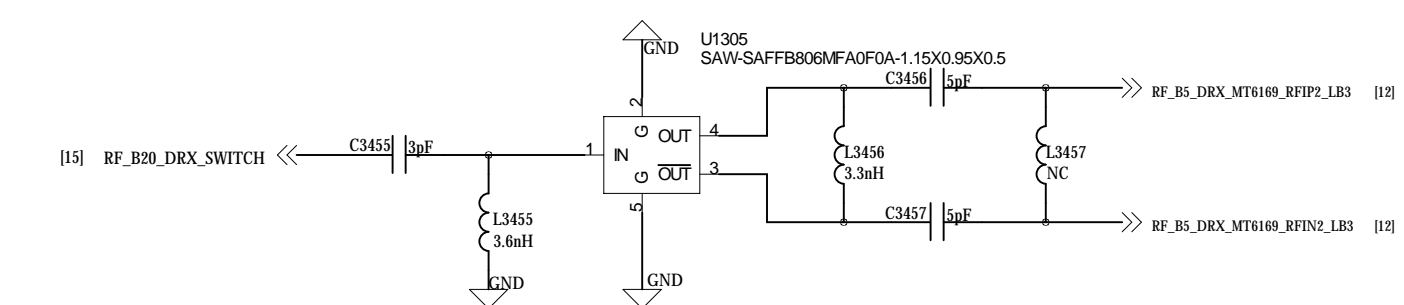 U1305
GND
SAW-SAFFB806MFA0F0A-1.15X0.95X0.5
C3456 5pF
RF_B5_DRX_MT6169_RFIP2_LB3 [12]
2
G OUT 4
[15] RF_B20_DRX_SWITCH
C3455 3pF
1 IN
L3456
3.3nH
L3457
NC
G OUT 3
5
L3455
3.6nH
C3457 5pF
RF_B5_DRX_MT6169_RFIN2_LB3 [12]
GND
GND